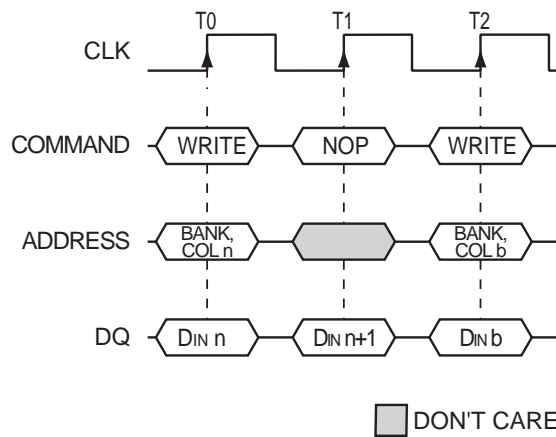 T0 T1 T2
CLK
COMMAND WRITE NOP WRITE
ADDRESS BANK, COL n BANK, COL b
DQ DIN n DIN n+1 DIN b
DON'T CARE